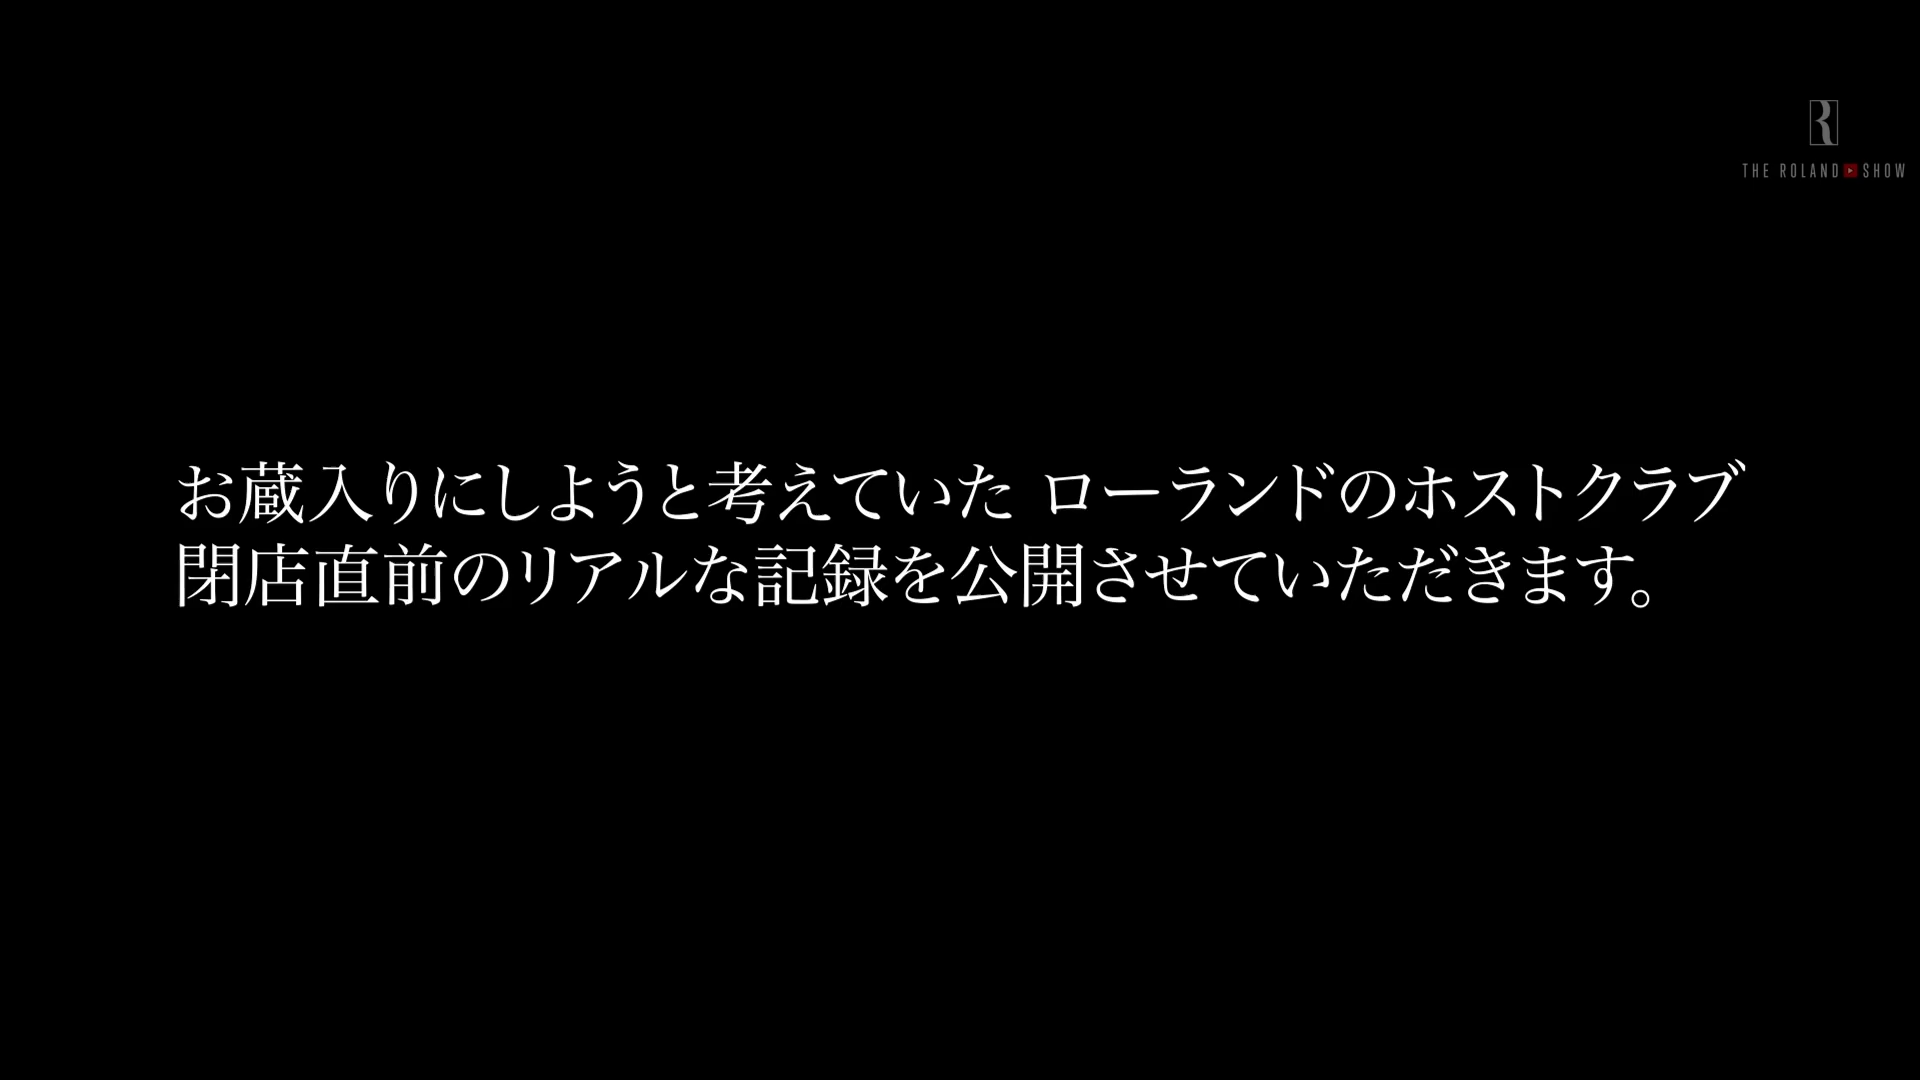 R
THE ROLAND SHOW
お蔵入りにしようと考えていた ローランドのホストクラブ
閉店直前のリアルな記録を公開させていただきます。